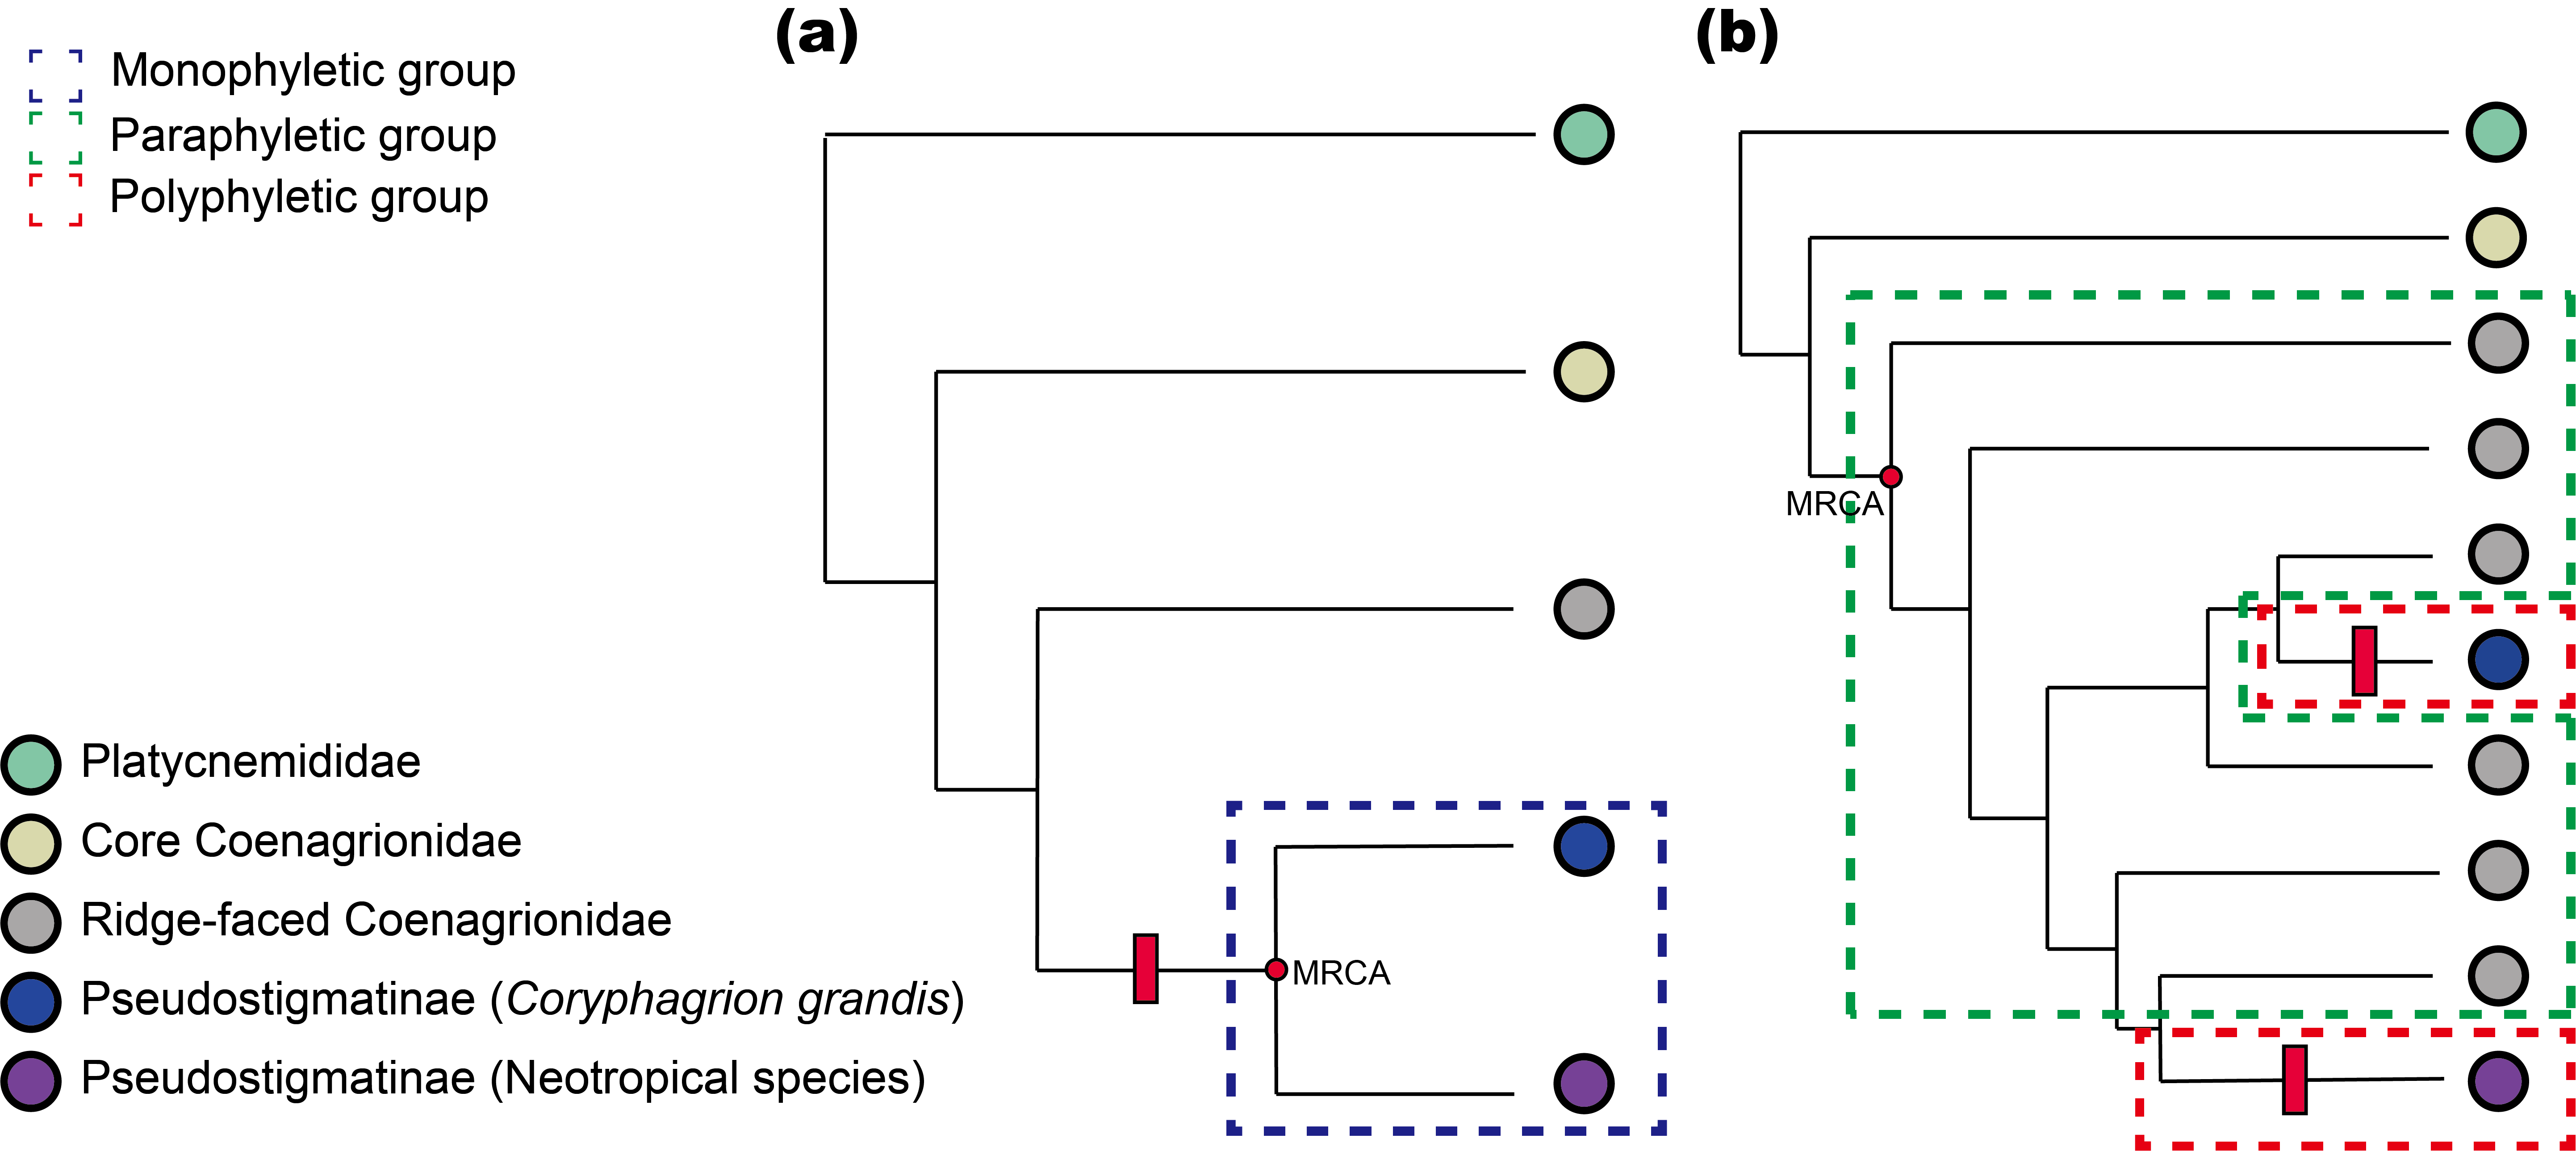 (a)
(b)
Monophyletic group
Paraphyletic group
Polyphyletic group
MRCA
MRCA
Platycnemididae
Core Coenagrionidae
Ridge-faced Coenagrionidae
Pseudostigmatinae (Coryphagrion grandis)
Pseudostigmatinae (Neotropical species)